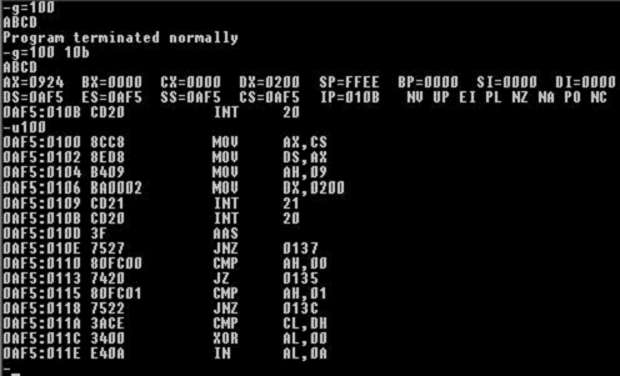 -g=100
ABCD
Program terminated normally
-g=100 10b
ABCD
AX=0924 BX=0000 CX=0000 DX=0200 SP=FFEE BP=0000 SI=0000 DI=0000
DS=0AF5 ES=0AF5 SS=0AF5 CS=0AF5 IP=010B NV UP EI PL NZ NA PO NC
0AF5:010B CD20 INT 20
-u100
0AF5:0100 8CC8 MOV AX,CS
0AF5:0102 8ED8 MOV DS,AX
0AF5:0104 B409 MOV AH,09
0AF5:0106 BA0002 MOV DX,0200
0AF5:0109 CD21 INT 21
0AF5:010B CD20 INT 20
0AF5:010D 3F AAS
0AF5:010E 7527 JNZ 0137
0AF5:0110 80FC00 CMP AH,00
0AF5:0113 7420 JZ 0135
0AF5:0115 80FC01 CMP AH,01
0AF5:0118 7522 JNZ 013C
0AF5:011A 3ACE CMP CL,DH
0AF5:011C 3400 XOR AL,00
0AF5:011E E40A IN AL,0A
-_